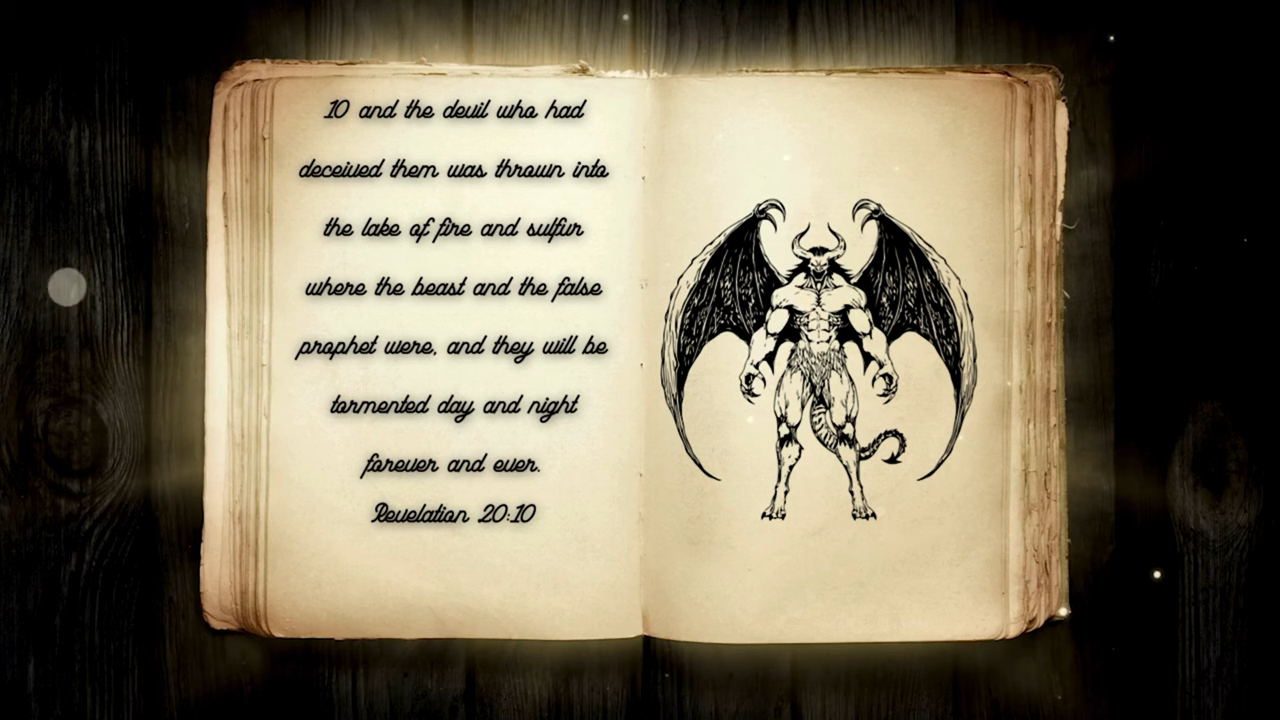 10 and the devil who had
deceived them was thrown into
the lake of fire and sulfur
where the beast and the false
prophet were, and they will be
tormented day and night
forever and ever.
Revelation 20:10